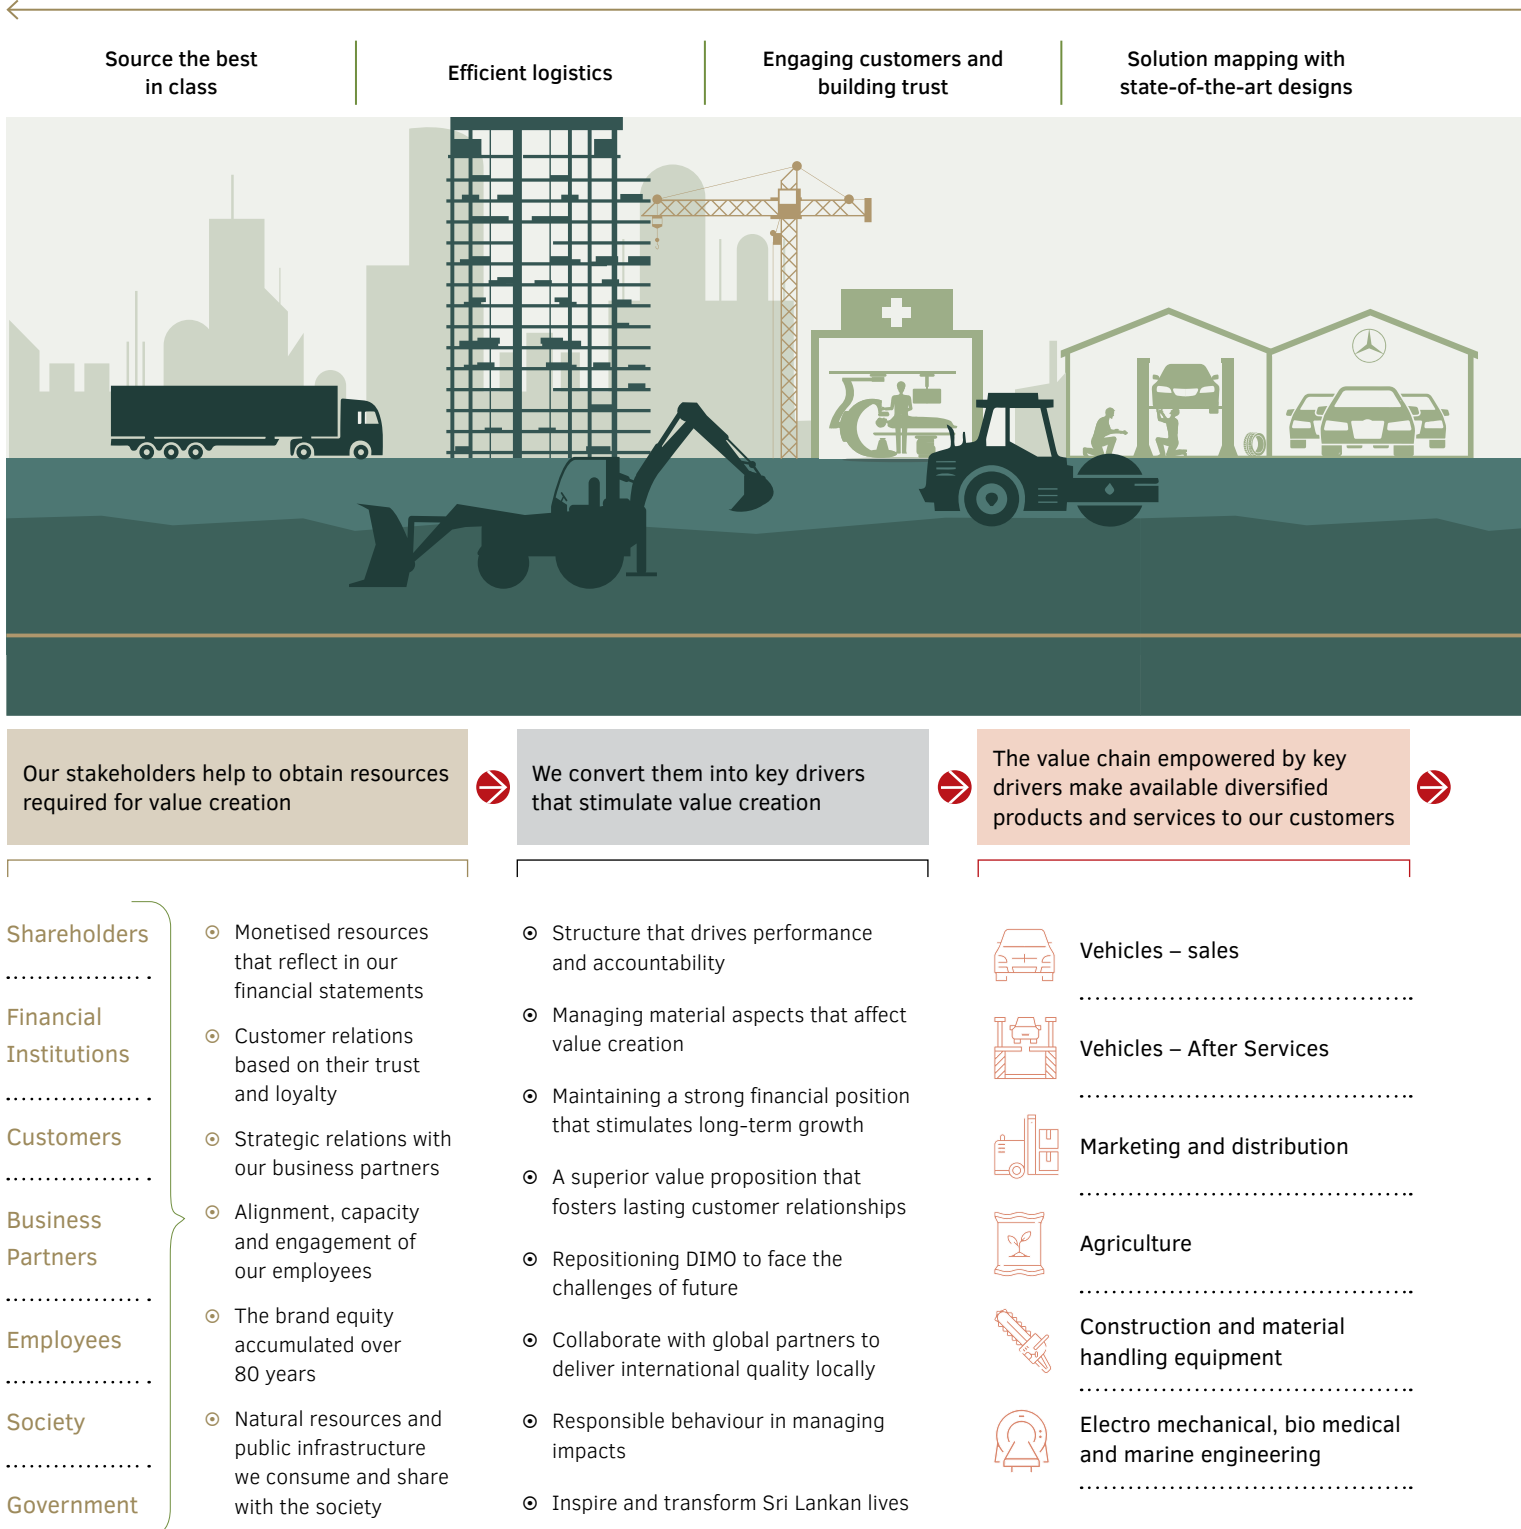 Source the best
in class
Efficient logistics
Engaging customers and
building trust
Solution mapping with
state-of-the-art designs
Our stakeholders help to obtain resources
required for value creation
We convert them into key drivers
that stimulate value creation
The value chain empowered by key
drivers make available diversified
products and services to our customers
Shareholders
Financial
Institutions
Customers
Business
Partners
Employees
Society
Government
Monetised resources
that reflect in our
financial statements
Customer relations
based on their trust
and loyalty
Strategic relations with
our business partners
Alignment, capacity
and engagement of
our employees
The brand equity
accumulated over
80 years
Natural resources and
public infrastructure
we consume and share
with the society
Structure that drives performance
and accountability
Managing material aspects that affect
value creation
Maintaining a strong financial position
that stimulates long-term growth
A superior value proposition that
fosters lasting customer relationships
Repositioning DIMO to face the
challenges of future
Collaborate with global partners to
deliver international quality locally
Responsible behaviour in managing
impacts
Inspire and transform Sri Lankan lives
Vehicles – sales
Vehicles – After Services
Marketing and distribution
Agriculture
Construction and material
handling equipment
Electro mechanical, bio medical
and marine engineering